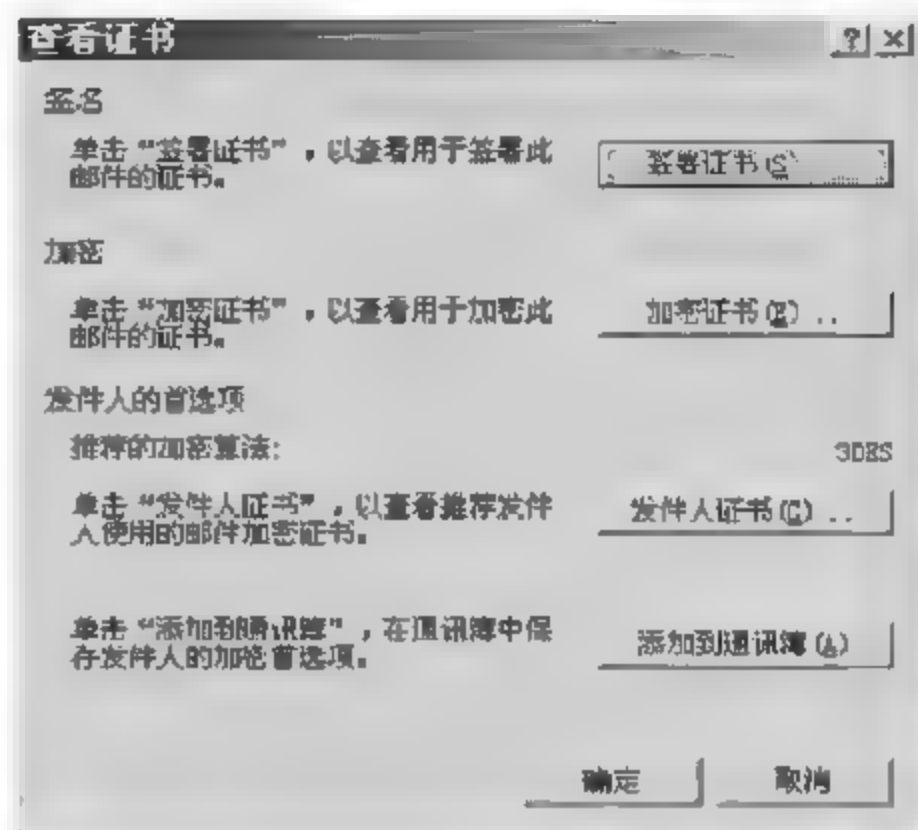 查看证书
签名
单击“签署证书”，以查看用于签署此
邮件的证书。
签署证书(S)
加密
单击“加密证书”，以查看用于加密此
邮件的证书。
加密证书(E)...
发件人的首选项
推荐的加密算法:
3DES
单击“发件人证书”，以查看推荐发件
人使用的邮件加密证书。
发件人证书(C)...
单击“添加到通讯簿”，在通讯簿中保
存发件人的加密首选项。
添加到通讯簿(A)
确定
取消